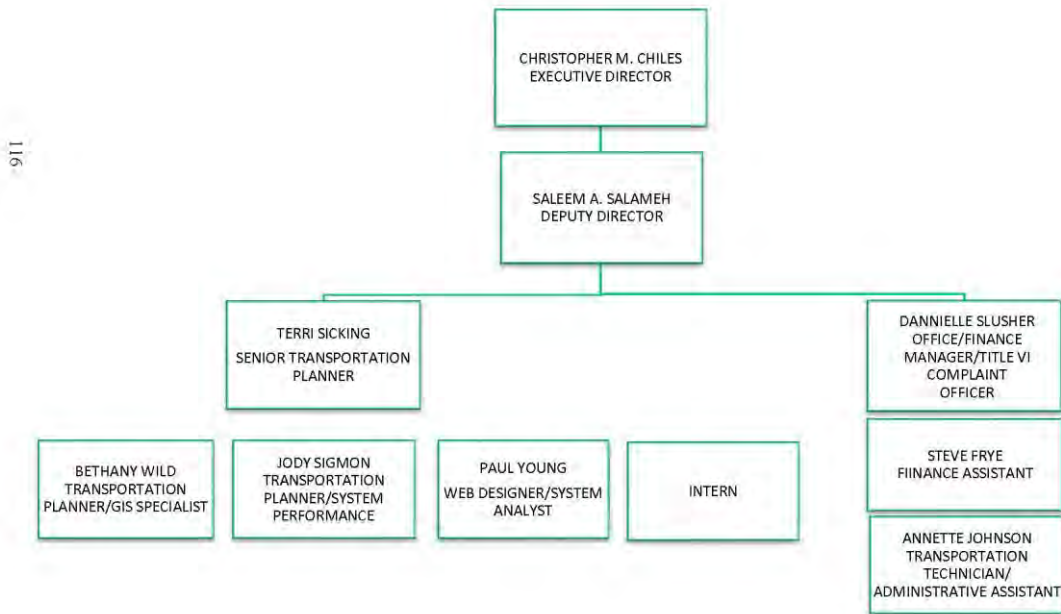 CHRISTOPHER M. CHILES
EXECUTIVE DIRECTOR
116
SALEEM A. SALAMEH
DEPUTY DIRECTOR
TERRI SICKING
SENIOR TRANSPORTATION
PLANNER
DANNIELLE SLUSHER
OFFICE/FINANCE
MANAGER/TITLE VI
COMPLAINT
OFFICER
BETHANY WILD
TRANSPORTATION
PLANNER/GIS SPECIALIST
JODY SIGMON
TRANSPORTATION
PLANNER/SYSTEM
PERFORMANCE
PAUL YOUNG
WEB DESIGNER/SYSTEM
ANALYST
INTERN
STEVE FRYE
FIINANCE ASSISTANT
ANNETTE JOHNSON
TRANSPORTATION
TECHNICIAN/
ADMINISTRATIVE ASSISTANT